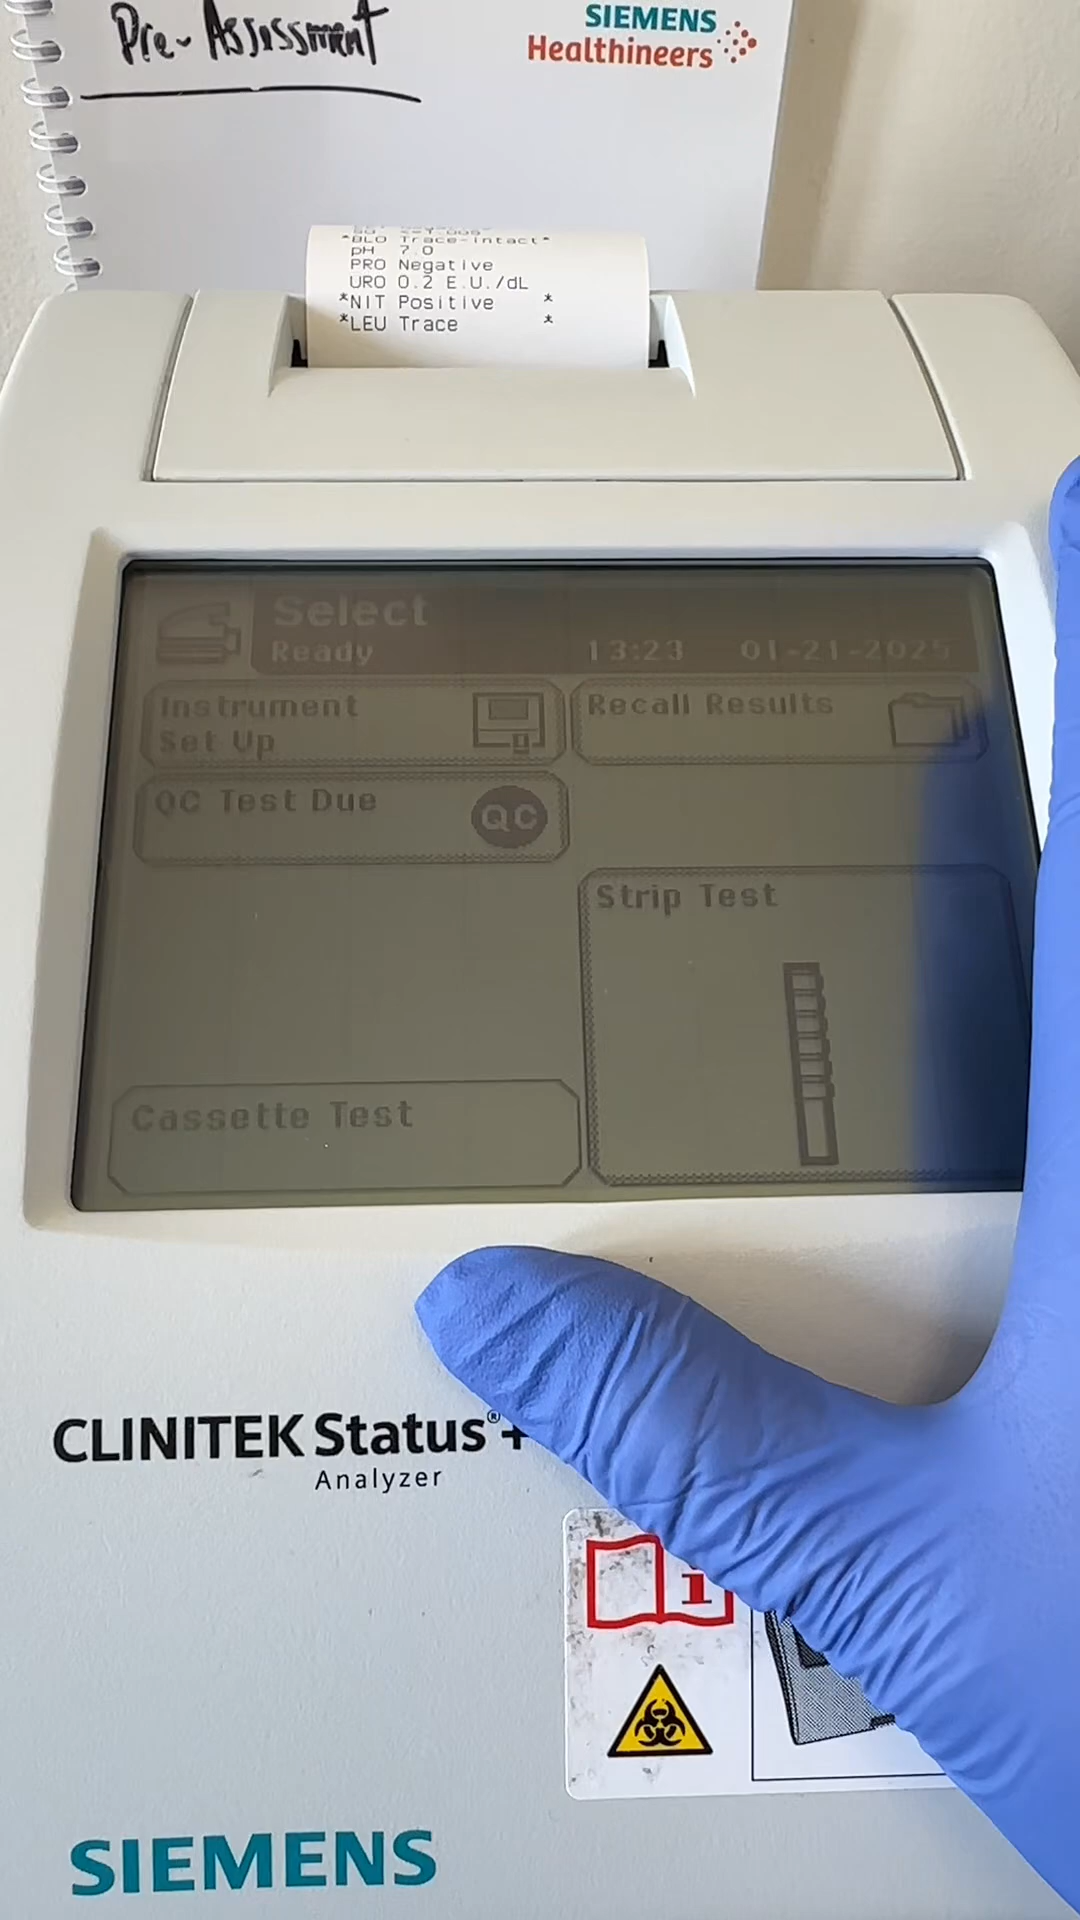 Pre-Assessment
SIEMENS
Healthineers
*BLO Trace-intact*
pH 7.0
PRO Negative
URO 0.2 E.U./dL
*NIT Positive *
*LEU Trace *
Select
Ready 13:23 01-21-2025
Instrument
Set Up
Recall Results
QC Test Due
QC
Strip Test
Cassette Test
CLINITEK Status®+
Analyzer
i
SIEMENS